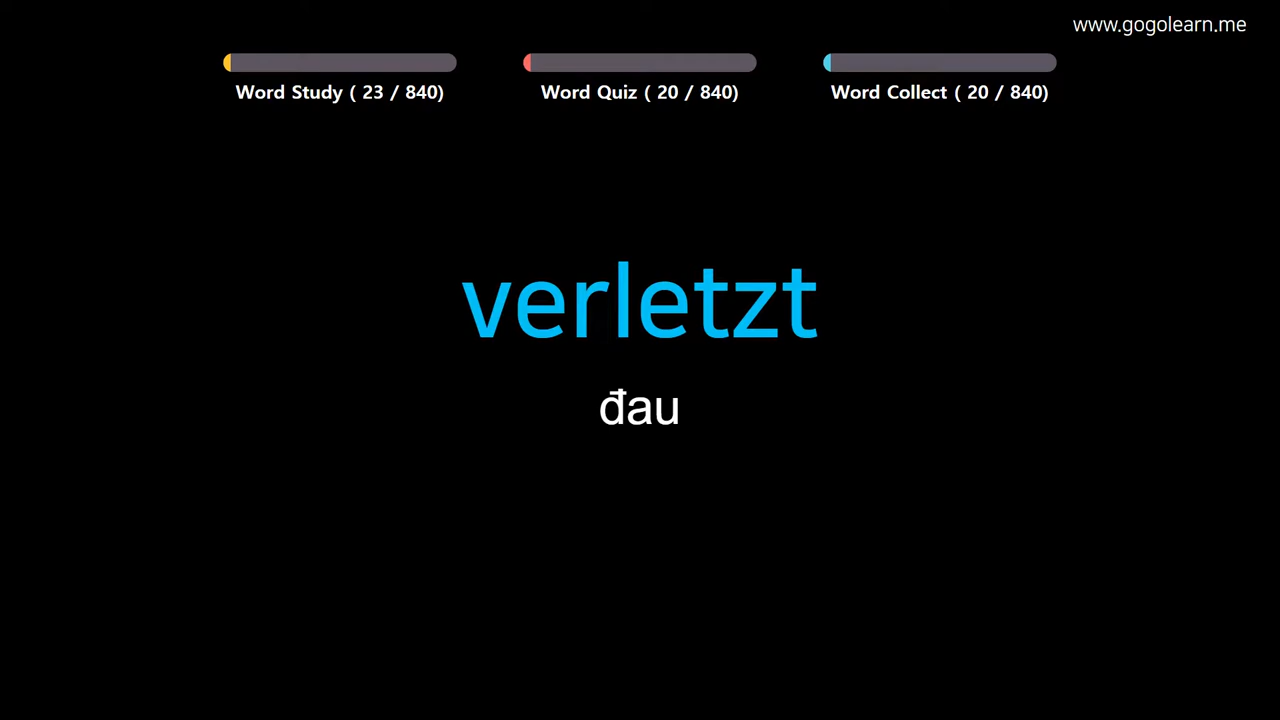 www.gogolearn.me
Word Study ( 23 / 840)
Word Quiz ( 20 / 840)
Word Collect ( 20 / 840)
verletzt
đau